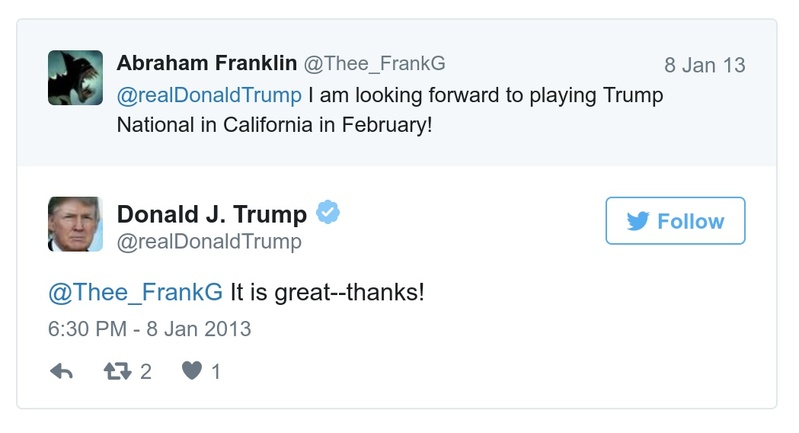 Abraham Franklin @Thee_FrankG 8 Jan 13
@realDonaldTrump I am looking forward to playing Trump
National in California in February!
Donald J. Trump
@realDonaldTrump
Follow
@Thee_FrankG It is great--thanks!
6:30 PM - 8 Jan 2013
2 1